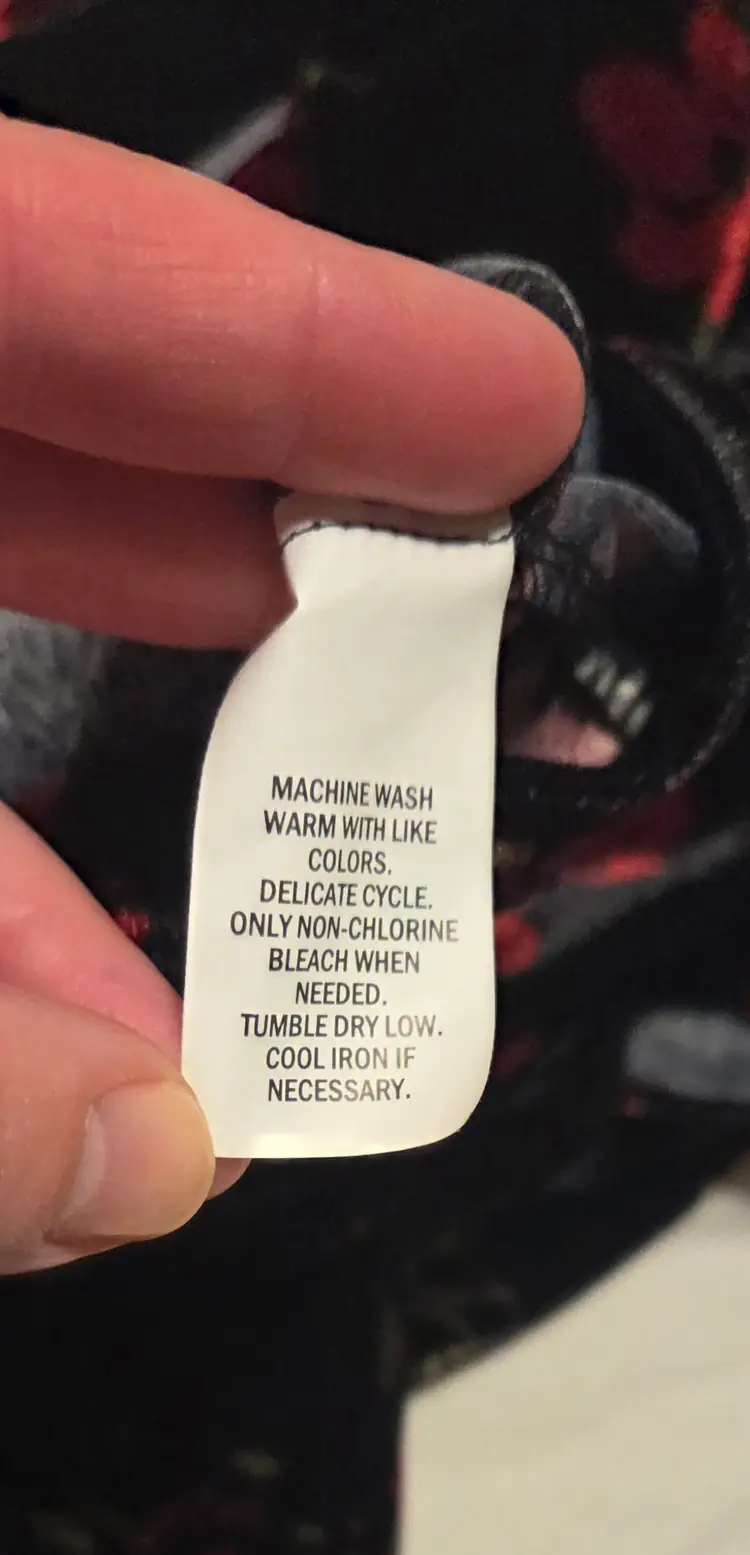 MACHINE WASH
WARM WITH LIKE
COLORS.
DELICATE CYCLE.
ONLY NON-CHLORINE
BLEACH WHEN
NEEDED.
TUMBLE DRY LOW.
COOL IRON IF
NECESSARY.